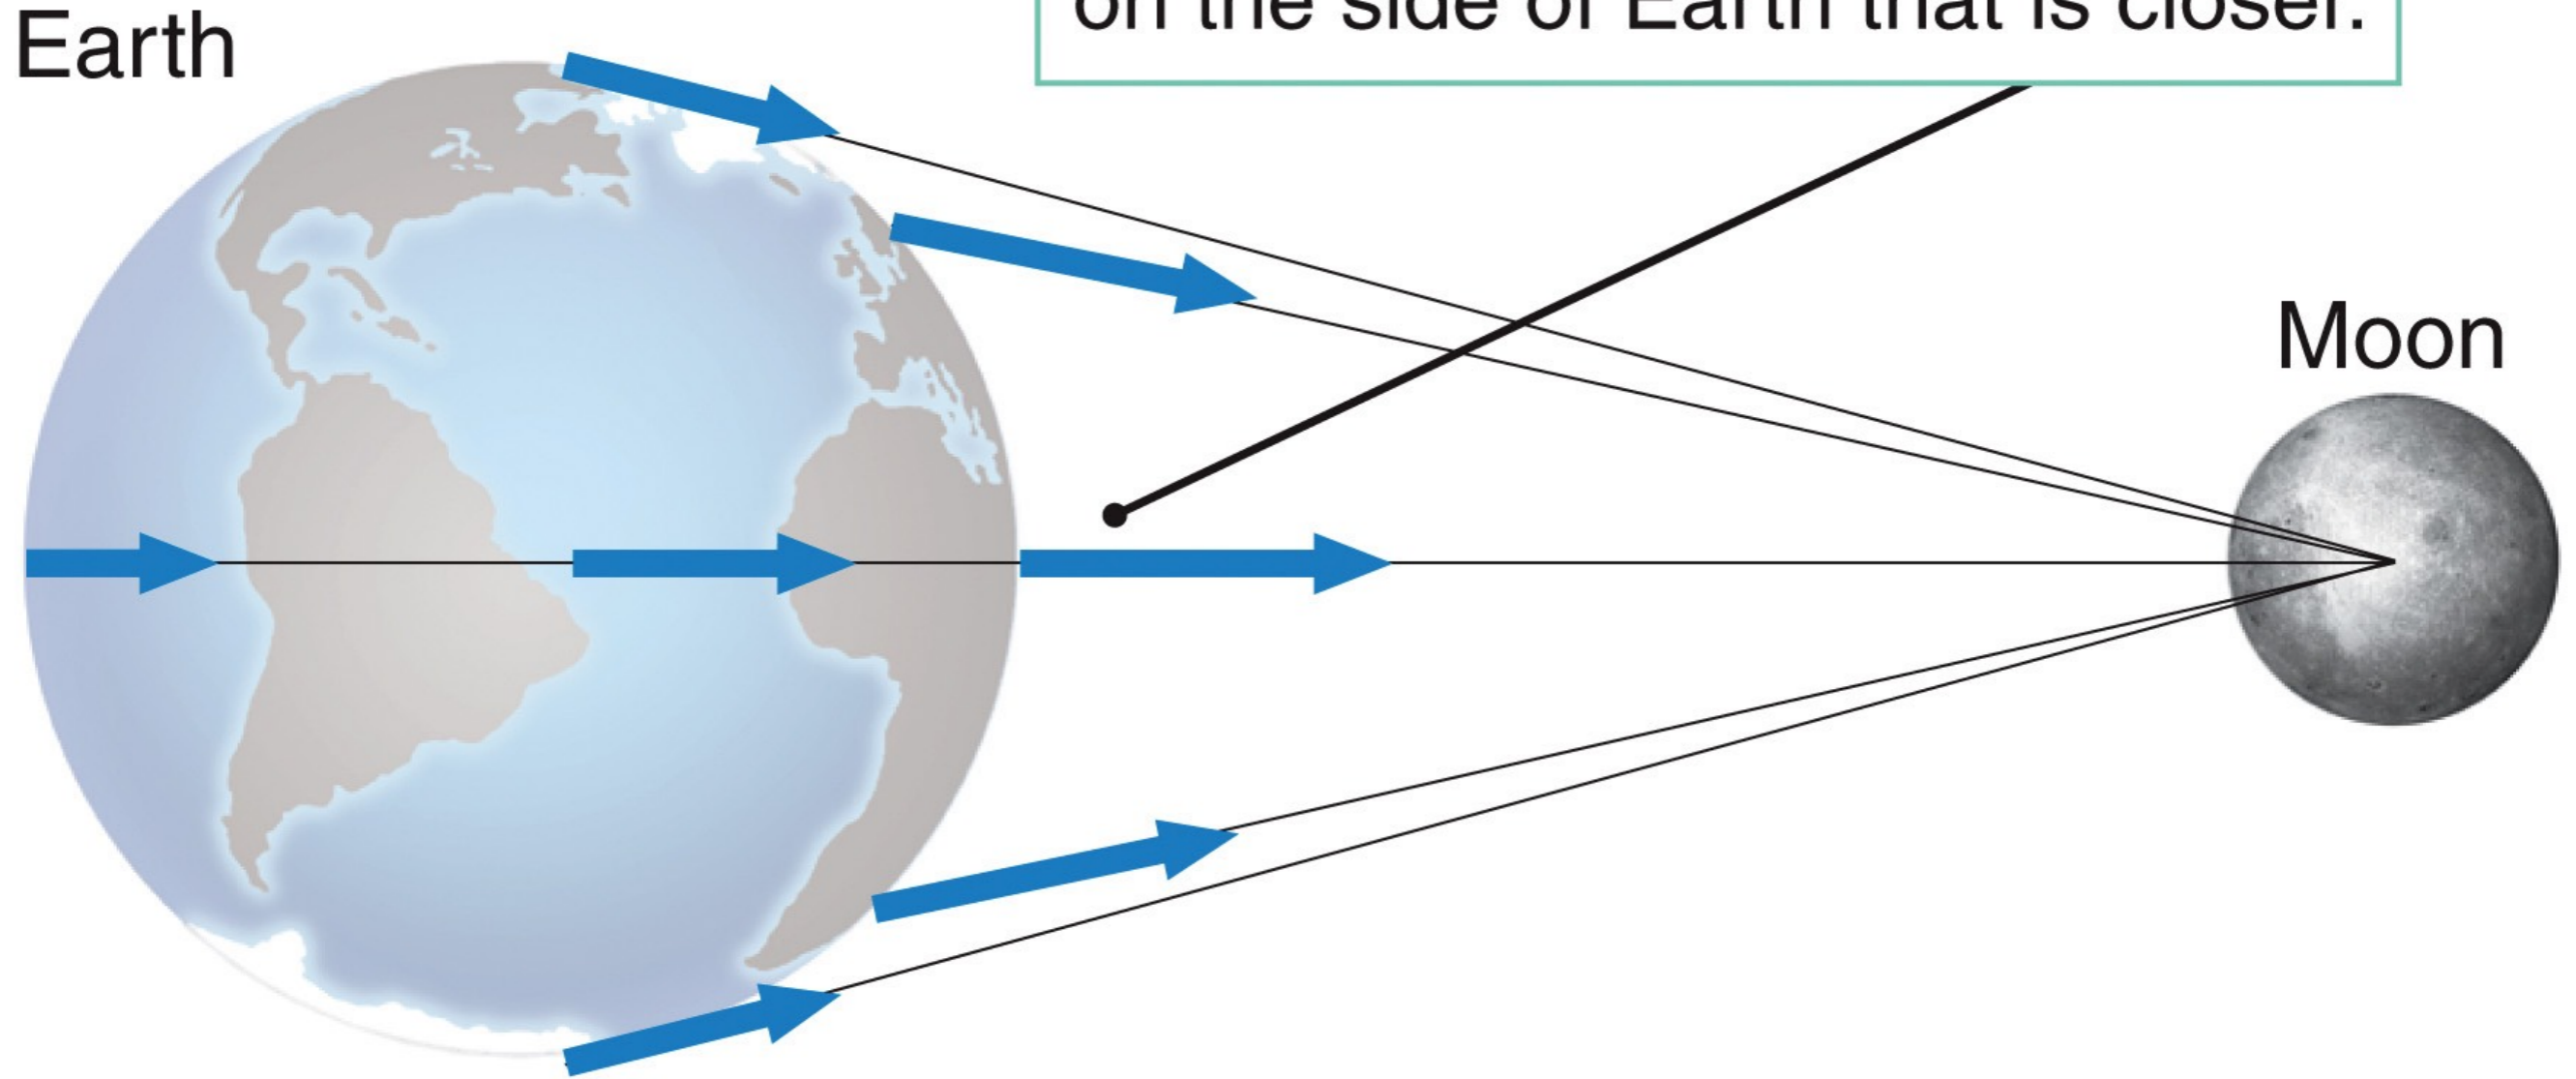 Earth
on the side of Earth that is closer.
Moon